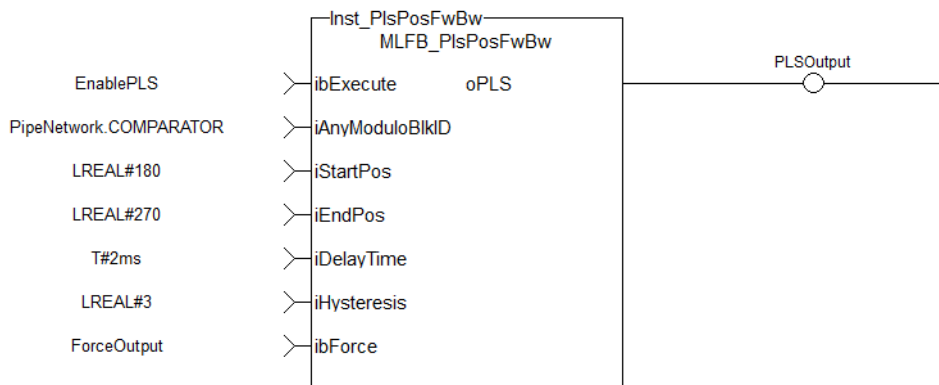 Inst_PlsPosFwBw
MLFB_PlsPosFwBw
PLSOutput
EnablePLS ibExecute oPLS
PipeNetwork.COMPARATOR iAnyModuloBlkID
LREAL#180 iStartPos
LREAL#270 iEndPos
T#2ms iDelayTime
LREAL#3 iHysteresis
ForceOutput ibForce